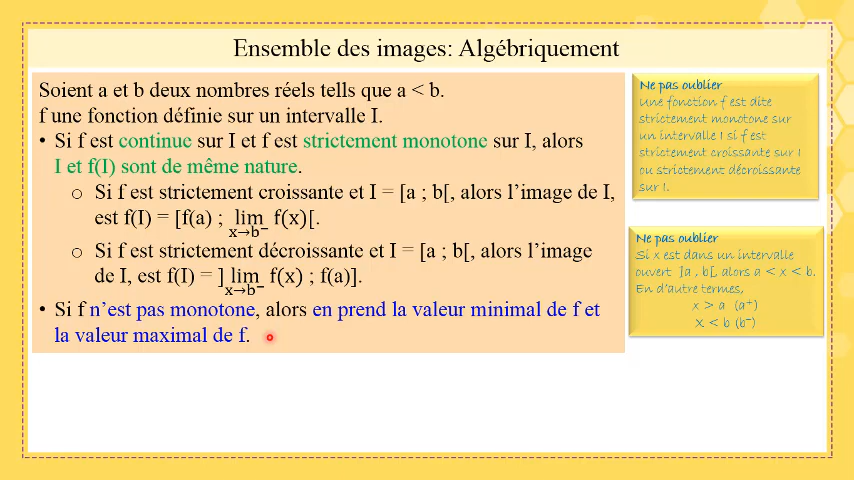 Ensemble des images: Algébriquement
Soient a et b deux nombres réels tells que a < b.
f une fonction définie sur un intervalle I.
• Si f est continue sur I et f est strictement monotone sur I, alors
I et f(I) sont de même nature.
o Si f est strictement croissante et I = [a ; b[, alors l'image de I,
est f(I) = [f(a) ; lim f(x)[.
x→b⁻
o Si f est strictement décroissante et I = [a ; b[, alors l'image
de I, est f(I) = ] lim f(x) ; f(a)].
x→b⁻
• Si f n'est pas monotone, alors en prend la valeur minimal de f et
la valeur maximal de f.
Ne pas oublier
Une fonction f est dite
strictement monotone sur
un intervalle I si f est
strictement croissante sur I
ou strictement décroissante
sur I.
Ne pas oublier
Si x est dans un intervalle
ouvert ]a , b[, alors a < x < b.
En d'autre termes,
x > a (a⁺)
X < b (b⁻)